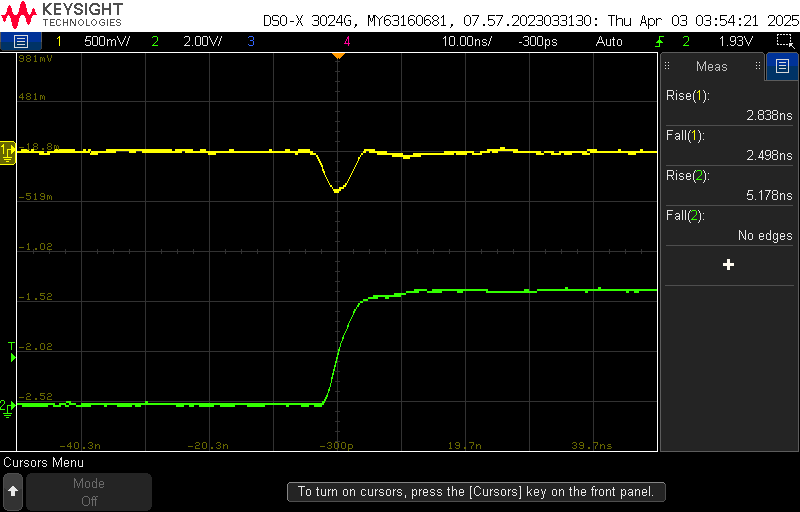 KEYSIGHT
TECHNOLOGIES
DSO-X 3024G, MY63160681, 07.57.2023033130: Thu Apr 03 03:54:21 2025
1 500mV/ 2 2.00V/ 3 4 10.00ns/ -300ps Auto 2 1.93V
981mV
481m
-18.8m
-519m
-1.02
-1.52
-2.02
-2.52
1
T
2
-40.3n -20.3n -300p 19.7n 39.7ns
Meas
Rise(1):
2.838ns
Fall(1):
2.498ns
Rise(2):
5.178ns
Fall(2):
No edges
Cursors Menu
Mode
Off
To turn on cursors, press the [Cursors] key on the front panel.